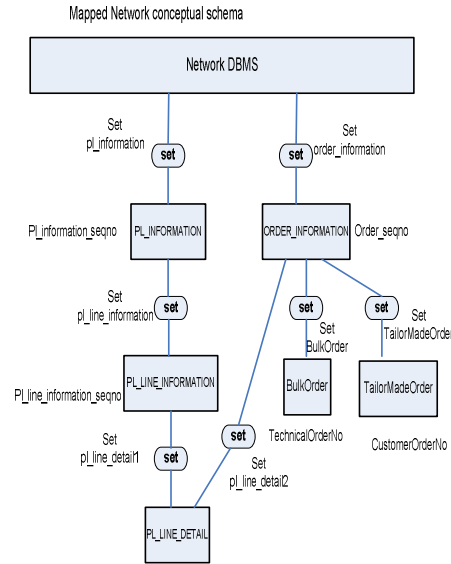 Mapped Network conceptual schema
Network DBMS
Set
pl_information
set
set
Set
order_information
Pl_information_seqno
PL_INFORMATION
ORDER_INFORMATION
Order_seqno
Set
pl_line_information
set
set
Set
BulkOrder
set
Set
TailorMadeOrder
Pl_line_information_seqno
PL_LINE_INFORMATION
BulkOrder
TailorMadeOrder
TechnicalOrderNo
CustomerOrderNo
Set
pl_line_detail1
set
set
Set
pl_line_detail2
PL_LINE_DETAIL